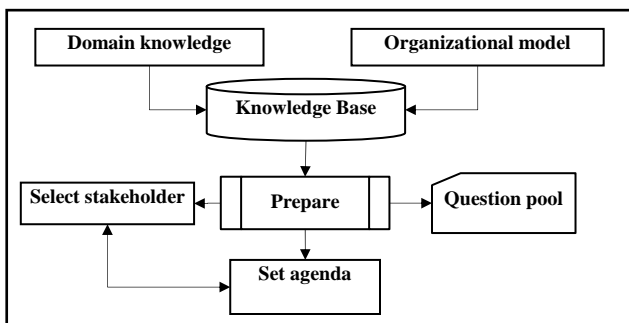 Domain knowledge
Organizational model
Knowledge Base
Select stakeholder
Prepare
Question pool
Set agenda